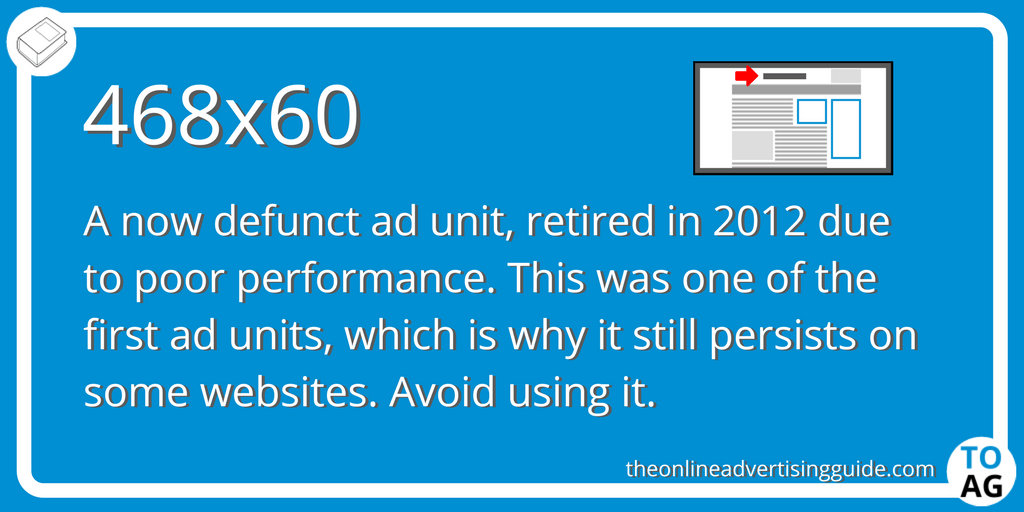 468x60
A now defunct ad unit, retired in 2012 due
to poor performance. This was one of the
first ad units, which is why it still persists on
some websites. Avoid using it.
theonlineadvertisingguide.com
TO
AG